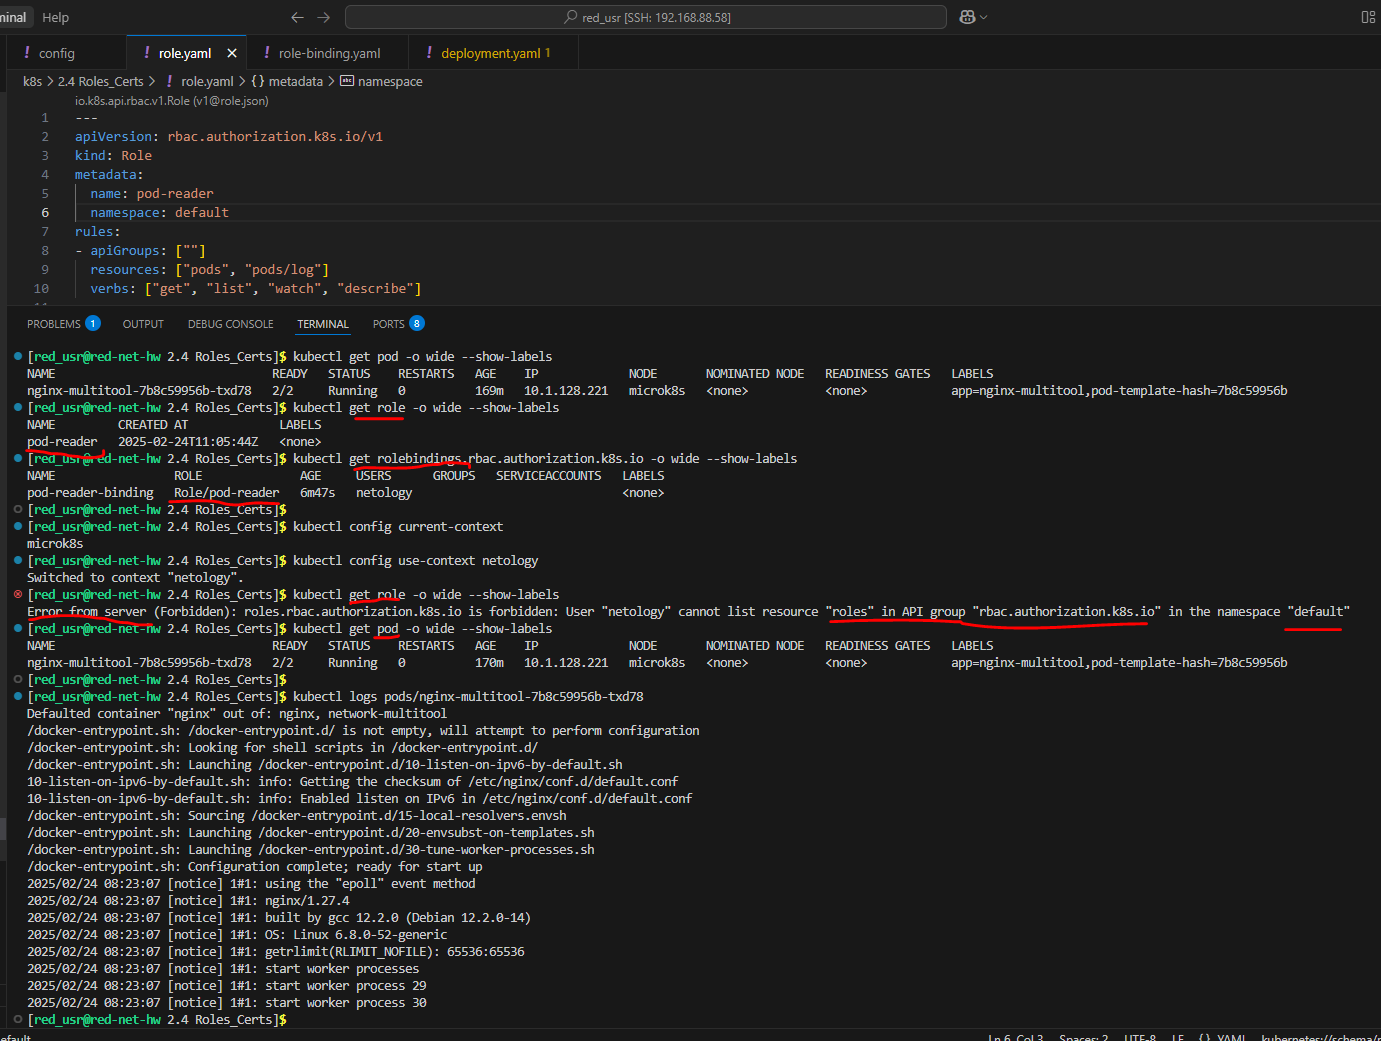 minal Help
red_usr [SSH: 192.168.88.58]
! config ! role.yaml ! role-binding.yaml ! deployment.yaml 1
k8s > 2.4 Roles_Certs > ! role.yaml > {} metadata > abc namespace
io.k8s.api.rbac.v1.Role (v1@role.json)
1 ---
2 apiVersion: rbac.authorization.k8s.io/v1
3 kind: Role
4 metadata:
5 name: pod-reader
6 namespace: default
7 rules:
8 - apiGroups: [""]
9 resources: ["pods", "pods/log"]
10 verbs: ["get", "list", "watch", "describe"]
PROBLEMS 1 OUTPUT DEBUG CONSOLE TERMINAL PORTS 8
[red_usr@red-net-hw 2.4 Roles_Certs]$ kubectl get pod -o wide --show-labels
NAME READY STATUS RESTARTS AGE IP NODE NOMINATED NODE READINESS GATES LABELS
nginx-multitool-7b8c59956b-txd78 2/2 Running 0 169m 10.1.128.221 microk8s <none> <none> app=nginx-multitool,pod-template-hash=7b8c59956b
[red_usr@red-net-hw 2.4 Roles_Certs]$ kubectl get role -o wide --show-labels
NAME CREATED AT LABELS
pod-reader 2025-02-24T11:05:44Z <none>
[red_usr@red-net-hw 2.4 Roles_Certs]$ kubectl get rolebindings.rbac.authorization.k8s.io -o wide --show-labels
NAME ROLE AGE USERS GROUPS SERVICEACCOUNTS LABELS
pod-reader-binding Role/pod-reader 6m47s netology <none>
[red_usr@red-net-hw 2.4 Roles_Certs]$
[red_usr@red-net-hw 2.4 Roles_Certs]$ kubectl config current-context
microk8s
[red_usr@red-net-hw 2.4 Roles_Certs]$ kubectl config use-context netology
Switched to context "netology".
[red_usr@red-net-hw 2.4 Roles_Certs]$ kubectl get role -o wide --show-labels
Error from server (Forbidden): roles.rbac.authorization.k8s.io is forbidden: User "netology" cannot list resource "roles" in API group "rbac.authorization.k8s.io" in the namespace "default"
[red_usr@red-net-hw 2.4 Roles_Certs]$ kubectl get pod -o wide --show-labels
NAME READY STATUS RESTARTS AGE IP NODE NOMINATED NODE READINESS GATES LABELS
nginx-multitool-7b8c59956b-txd78 2/2 Running 0 170m 10.1.128.221 microk8s <none> <none> app=nginx-multitool,pod-template-hash=7b8c59956b
[red_usr@red-net-hw 2.4 Roles_Certs]$
[red_usr@red-net-hw 2.4 Roles_Certs]$ kubectl logs pods/nginx-multitool-7b8c59956b-txd78
Defaulted container "nginx" out of: nginx, network-multitool
/docker-entrypoint.sh: /docker-entrypoint.d/ is not empty, will attempt to perform configuration
/docker-entrypoint.sh: Looking for shell scripts in /docker-entrypoint.d/
/docker-entrypoint.sh: Launching /docker-entrypoint.d/10-listen-on-ipv6-by-default.sh
10-listen-on-ipv6-by-default.sh: info: Getting the checksum of /etc/nginx/conf.d/default.conf
10-listen-on-ipv6-by-default.sh: info: Enabled listen on IPv6 in /etc/nginx/conf.d/default.conf
/docker-entrypoint.sh: Sourcing /docker-entrypoint.d/15-local-resolvers.envsh
/docker-entrypoint.sh: Launching /docker-entrypoint.d/20-envsubst-on-templates.sh
/docker-entrypoint.sh: Launching /docker-entrypoint.d/30-tune-worker-processes.sh
/docker-entrypoint.sh: Configuration complete; ready for start up
2025/02/24 08:23:07 [notice] 1#1: using the "epoll" event method
2025/02/24 08:23:07 [notice] 1#1: nginx/1.27.4
2025/02/24 08:23:07 [notice] 1#1: built by gcc 12.2.0 (Debian 12.2.0-14)
2025/02/24 08:23:07 [notice] 1#1: OS: Linux 6.8.0-52-generic
2025/02/24 08:23:07 [notice] 1#1: getrlimit(RLIMIT_NOFILE): 65536:65536
2025/02/24 08:23:07 [notice] 1#1: start worker processes
2025/02/24 08:23:07 [notice] 1#1: start worker process 29
2025/02/24 08:23:07 [notice] 1#1: start worker process 30
[red_usr@red-net-hw 2.4 Roles_Certs]$
efault Ln 6, Col 3 Spaces: 2 UTF-8 LF {} YAML